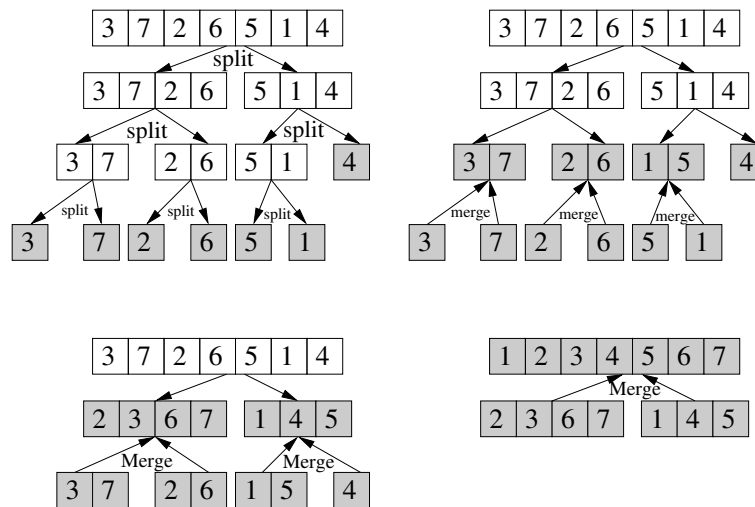 3 7 2 6 5 1 4
split
3 7 2 6 5 1 4
split split
3 7 2 6 5 1 4
split split split
3 7 2 6 5 1
3 7 2 6 5 1 4
3 7 2 6 5 1 4
3 7 2 6 1 5 4
merge merge merge
3 7 2 6 5 1
3 7 2 6 5 1 4
2 3 6 7 1 4 5
Merge Merge
3 7 2 6 1 5 4
1 2 3 4 5 6 7
Merge
2 3 6 7 1 4 5